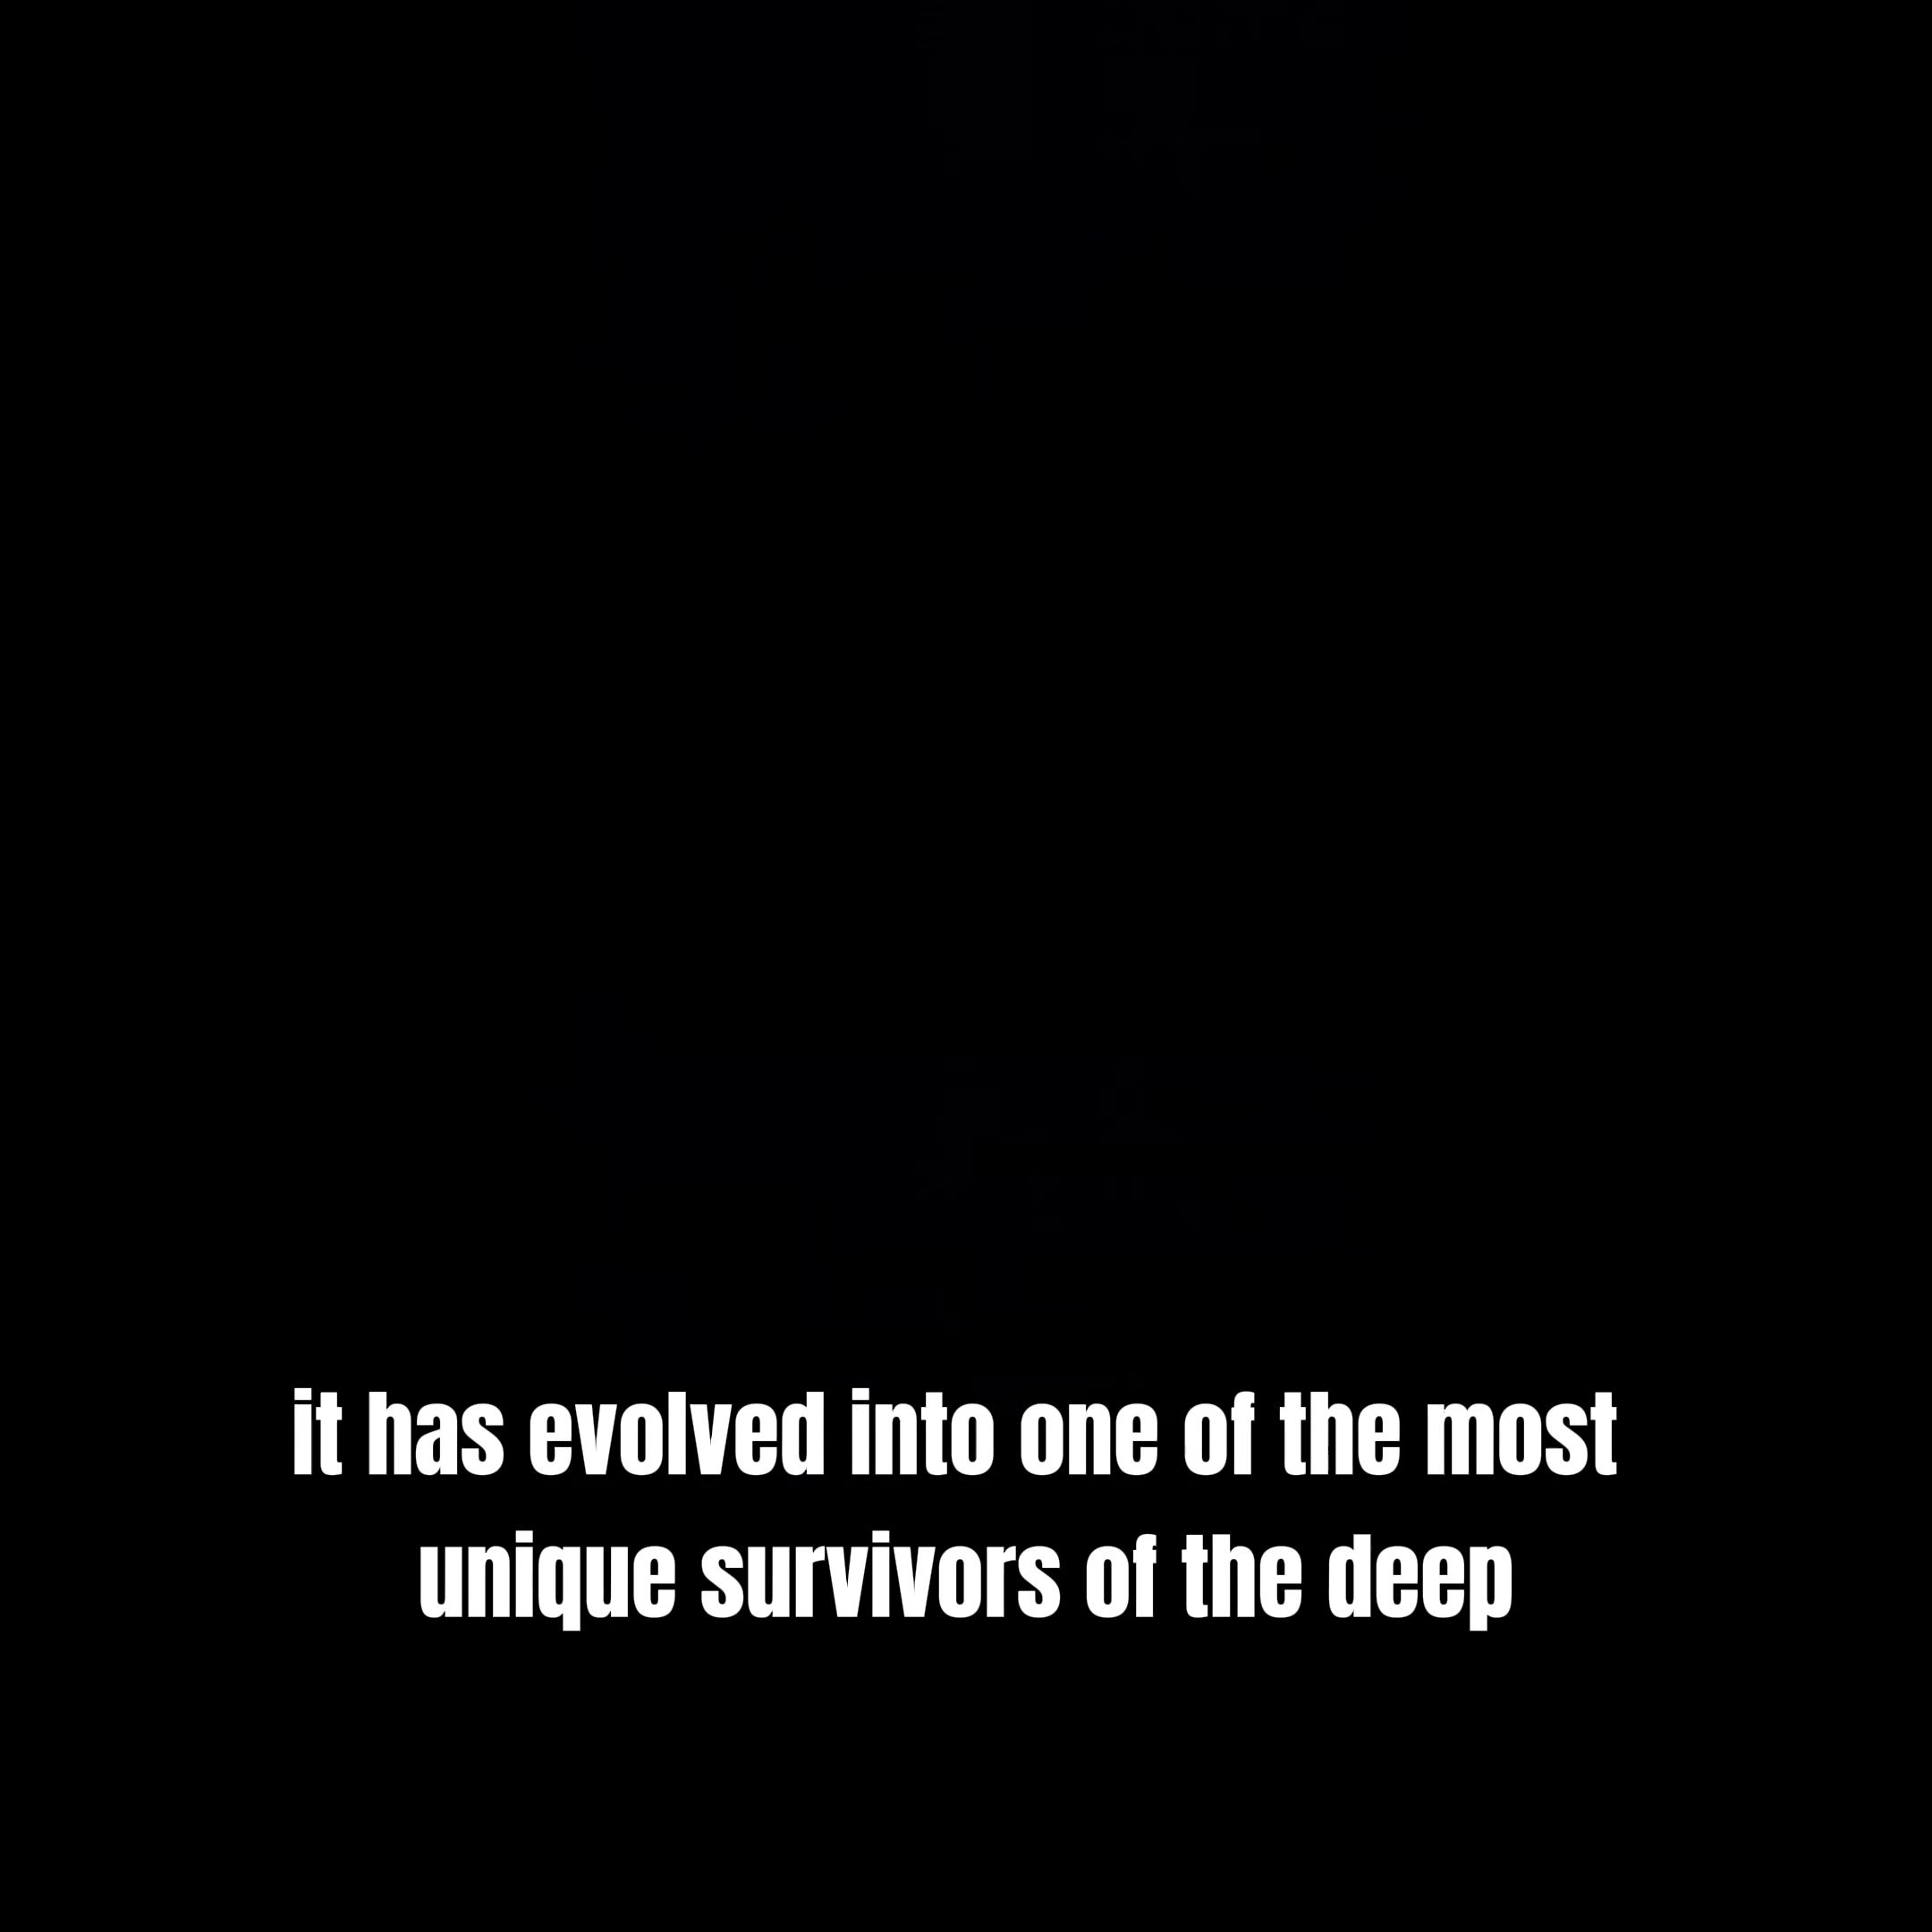 it has evolved into one of the most
unique survivors of the deep